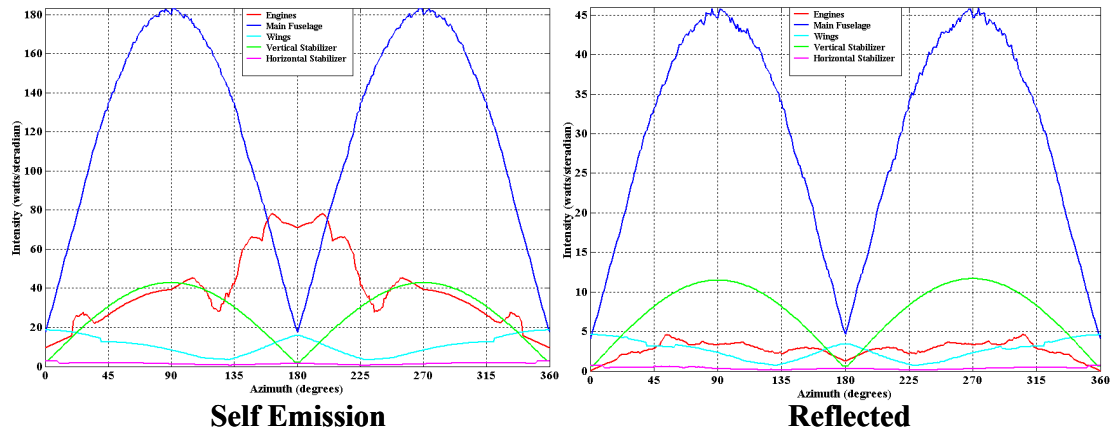 Engines
Main Fuselage
Wings
Vertical Stabilizer
Horizontal Stabilizer
Intensity (watts/steradian)
180
160
140
120
100
80
60
40
20
0
0 45 90 135 180 225 270 315 360
Azimuth (degrees)
Self Emission
Engines
Main Fuselage
Wings
Vertical Stabilizer
Horizontal Stabilizer
Intensity (watts/steradian)
45
40
35
30
25
20
15
10
5
0
0 45 90 135 180 225 270 315 360
Azimuth (degrees)
Reflected